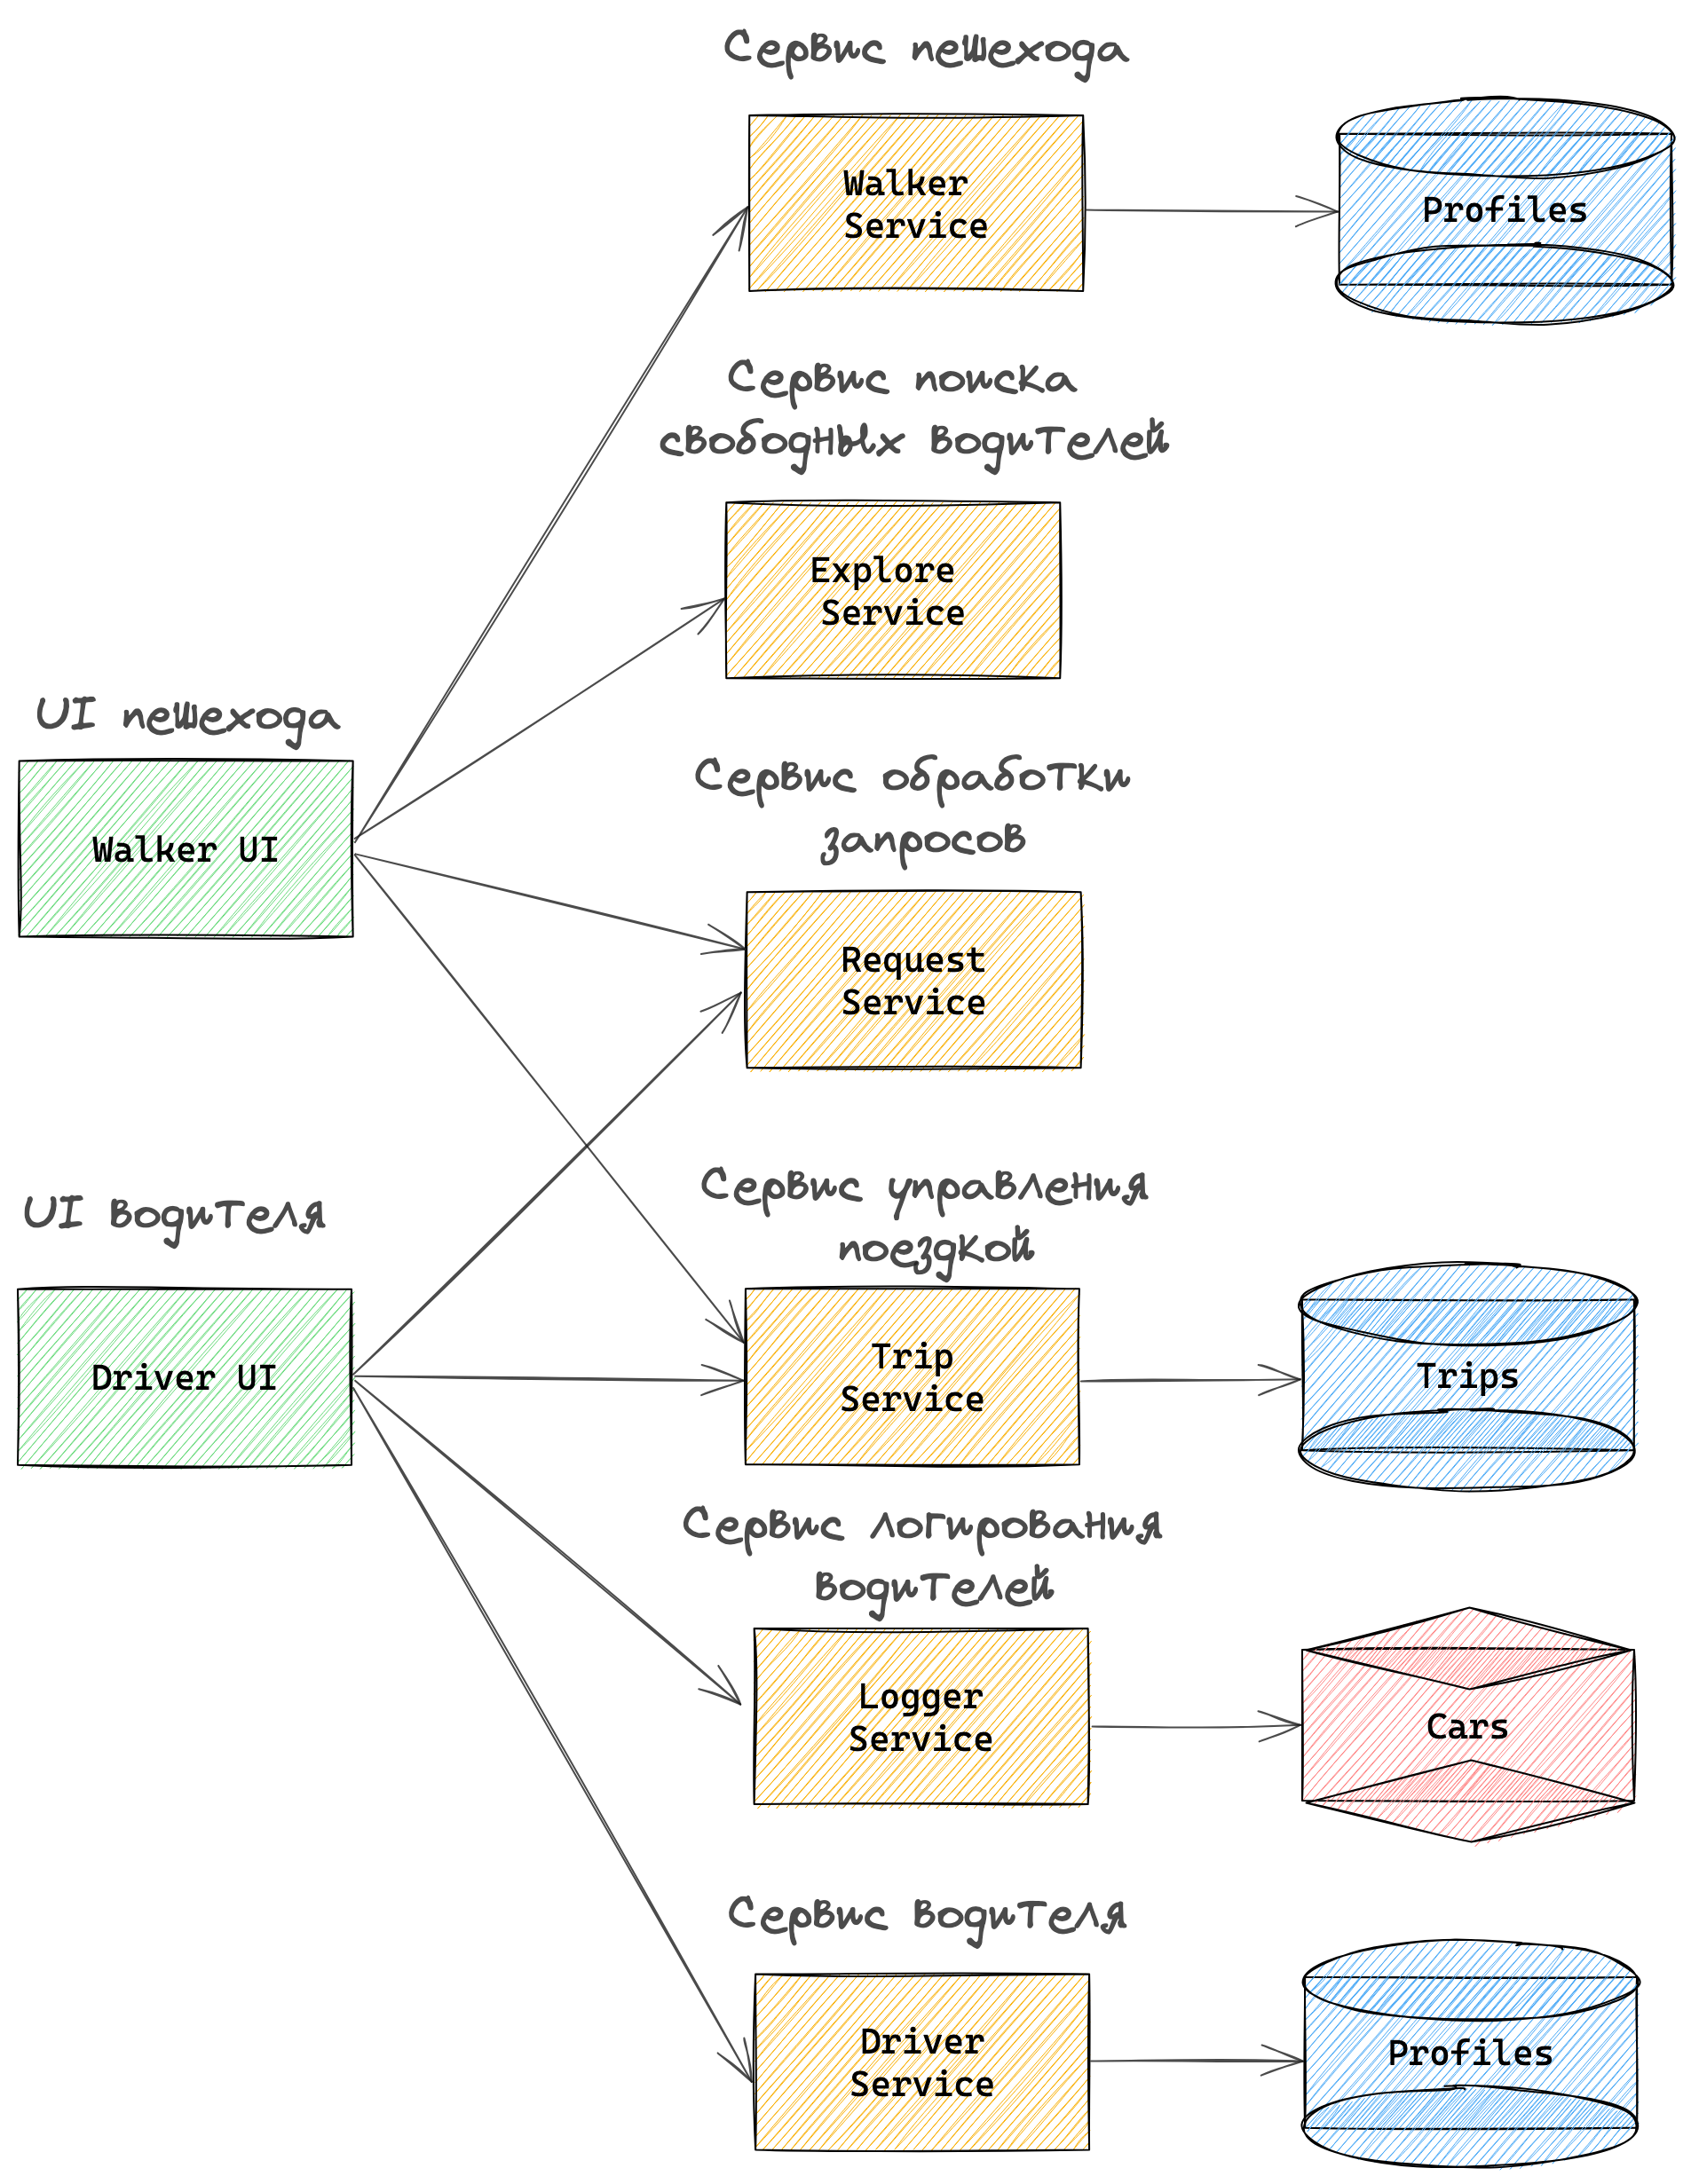 Сервис пешехода
Walker
Service
Profiles
Сервис поиска
свободных водителей
Explore
Service
UI пешехода
Walker UI
Сервис обработки
запросов
Request
Service
UI водителя
Driver UI
Сервис управления
поездкой
Trip
Service
Trips
Сервис логирования
водителей
Logger
Service
Cars
Сервис водителя
Driver
Service
Profiles